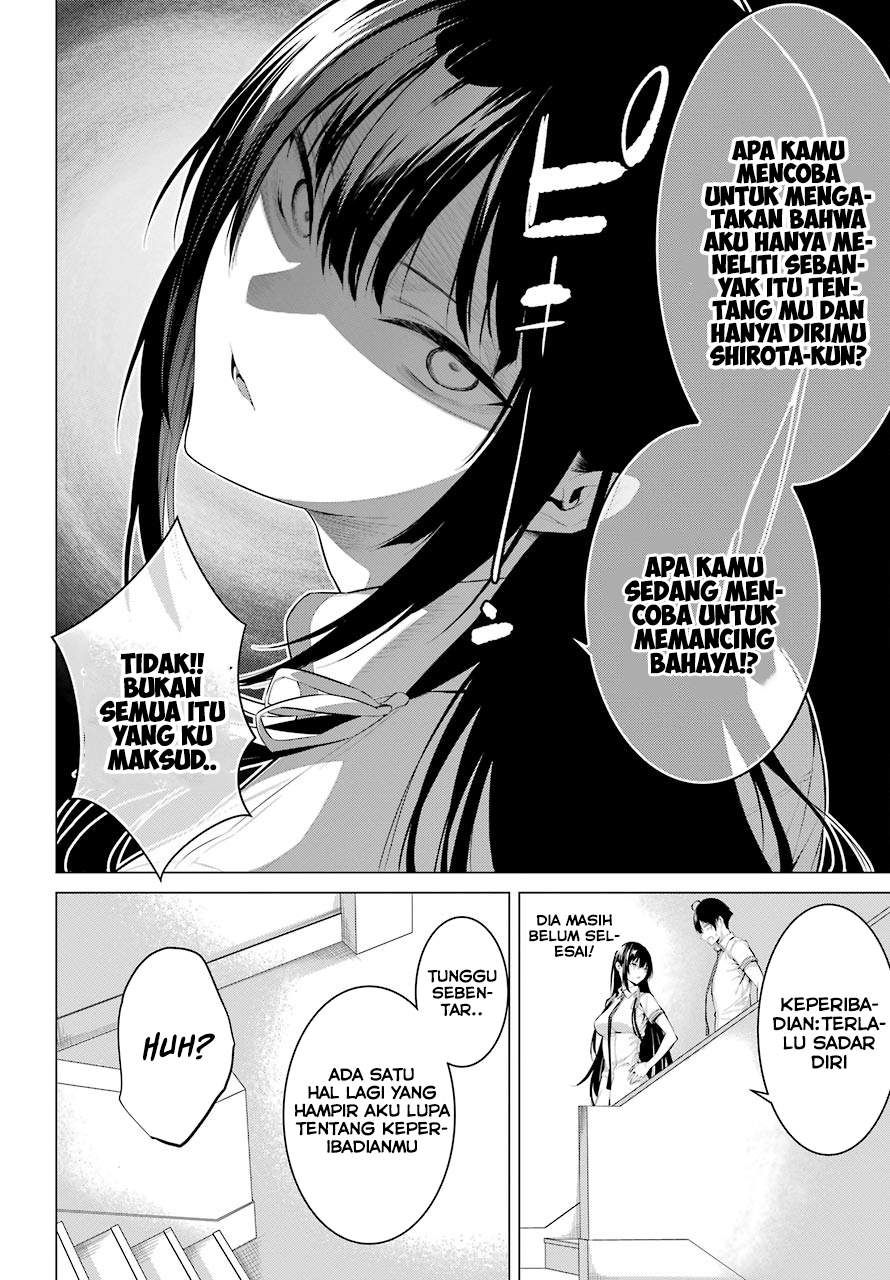 APA KAMU
MENCOBA
UNTUK MENGA-
TAKAN BAHWA
AKU HANYA ME-
NELITI SEBAN-
YAK ITU TEN-
TANG MU DAN
HANYA DIRIMU
SHIROTA-KUN?
APA KAMU
SEDANG MEN-
COBA UNTUK
MEMANCING
BAHAYA!?
ピキッ
TIDAK!!
BUKAN
SEMUA ITU
YANG KU
MAKSUD..
TUNGGU
SEBEN-
TAR..
ADA SATU
HAL LAGI YANG
HAMPIR AKU LUPA
TENTANG KEPER-
IBADIANMU
HUH?
DIA MASIH
BELUM SEL-
ESAI!
KEPERIBA-
DIAN:TERLA-
LU SADAR
DIRI